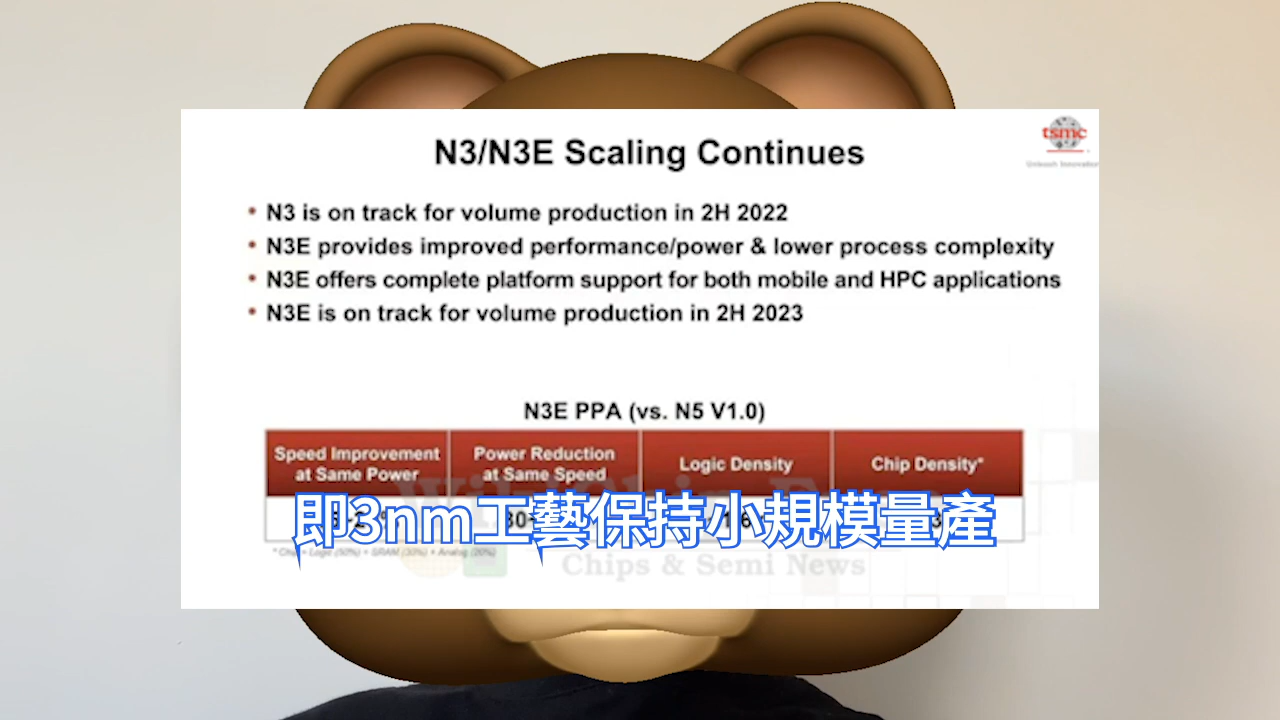 tsmc
N3/N3E Scaling Continues
• N3 is on track for volume production in 2H 2022
• N3E provides improved performance/power & lower process complexity
• N3E offers complete platform support for both mobile and HPC applications
• N3E is on track for volume production in 2H 2023
N3E PPA (vs. N5 V1.0)
Speed Improvement at Same Power
Power Reduction at Same Speed
Logic Density
Chip Density*
即3nm工藝保持小規模量產
Chips & Semi News